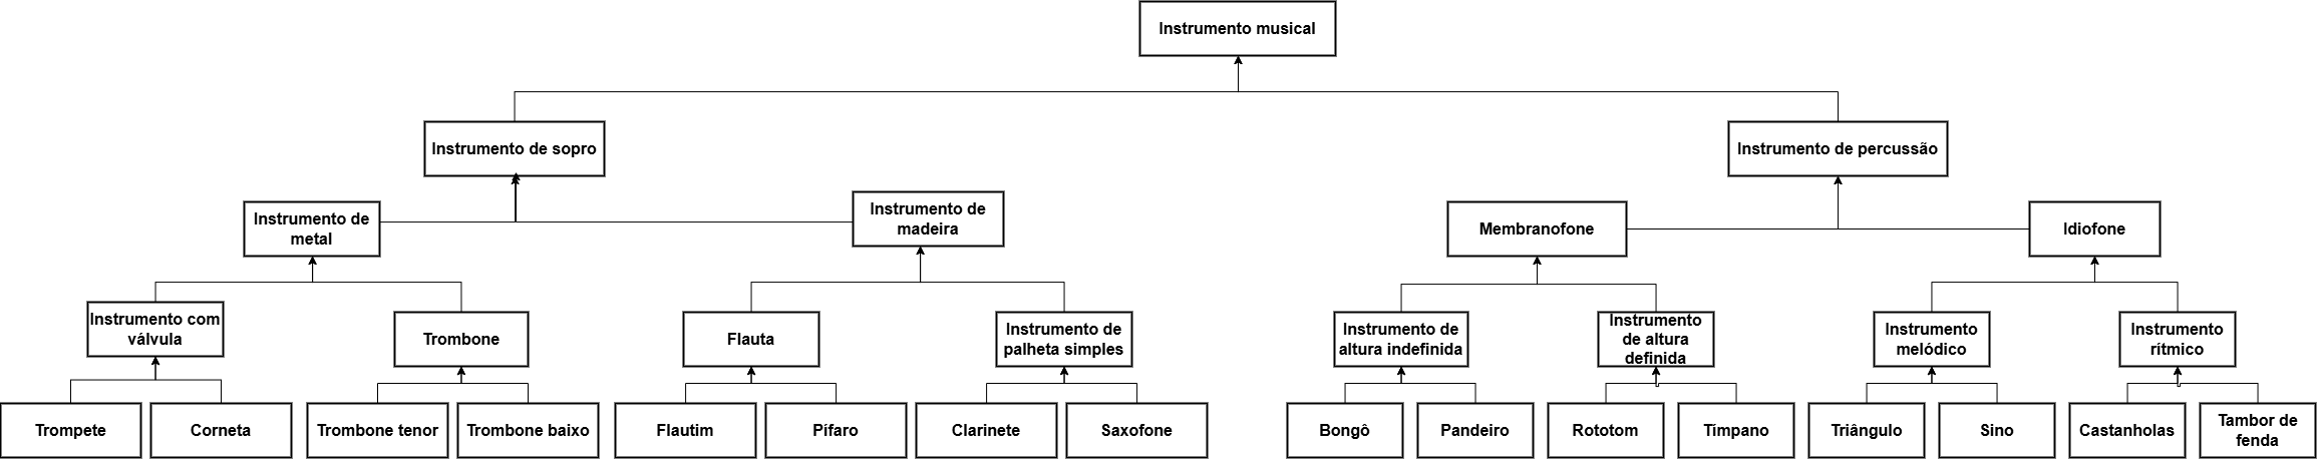 Instrumento musical
Instrumento de sopro
Instrumento de percussão
Instrumento de
metal
Instrumento de
madeira
Membranofone
Idiofone
Instrumento com
válvula
Trombone
Flauta
Instrumento de
palheta simples
Instrumento de
altura indefinida
Instrumento
de altura
definida
Instrumento
melódico
Instrumento
rítmico
Trompete
Corneta
Trombone tenor
Trombone baixo
Flautim
Pífaro
Clarinete
Saxofone
Bongô
Pandeiro
Rototom
Tímpano
Triângulo
Sino
Castanholas
Tambor de
fenda